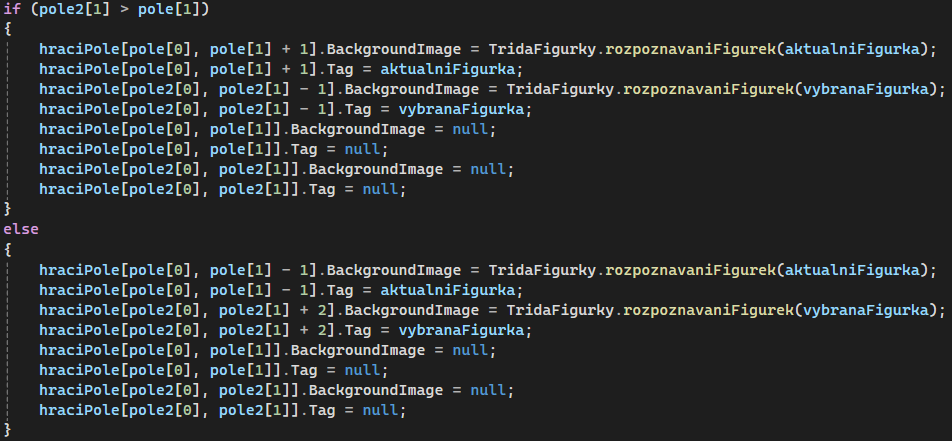 if (pole2[1] > pole[1])
{
hraciPole[pole[0], pole[1] + 1].BackgroundImage = TridaFigurky.rozpoznavaniFigurek(aktualniFigurka);
hraciPole[pole[0], pole[1] + 1].Tag = aktualniFigurka;
hraciPole[pole2[0], pole2[1] - 1].BackgroundImage = TridaFigurky.rozpoznavaniFigurek(vybranaFigurka);
hraciPole[pole2[0], pole2[1] - 1].Tag = vybranaFigurka;
hraciPole[pole[0], pole[1]].BackgroundImage = null;
hraciPole[pole[0], pole[1]].Tag = null;
hraciPole[pole2[0], pole2[1]].BackgroundImage = null;
hraciPole[pole2[0], pole2[1]].Tag = null;
}
else
{
hraciPole[pole[0], pole[1] - 1].BackgroundImage = TridaFigurky.rozpoznavaniFigurek(aktualniFigurka);
hraciPole[pole[0], pole[1] - 1].Tag = aktualniFigurka;
hraciPole[pole2[0], pole2[1] + 2].BackgroundImage = TridaFigurky.rozpoznavaniFigurek(vybranaFigurka);
hraciPole[pole2[0], pole2[1] + 2].Tag = vybranaFigurka;
hraciPole[pole[0], pole[1]].BackgroundImage = null;
hraciPole[pole[0], pole[1]].Tag = null;
hraciPole[pole2[0], pole2[1]].BackgroundImage = null;
hraciPole[pole2[0], pole2[1]].Tag = null;
}